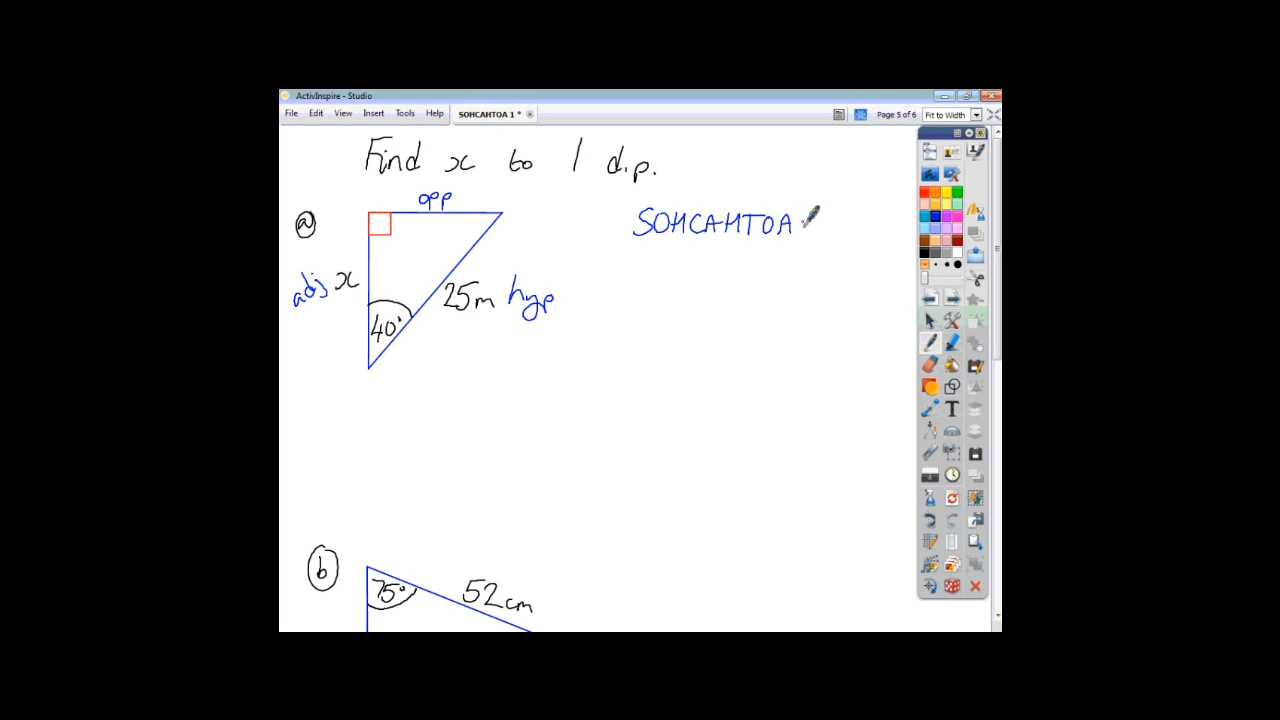 ActivInspire - Studio
File Edit View Insert Tools Help SOHCAHTOA 1 * Page 5 of 6 Fit to Width
Find x to 1 d.p.
opp
a SOHCAHTOA
adj x 25m hyp
40°
b
75° 52cm
T